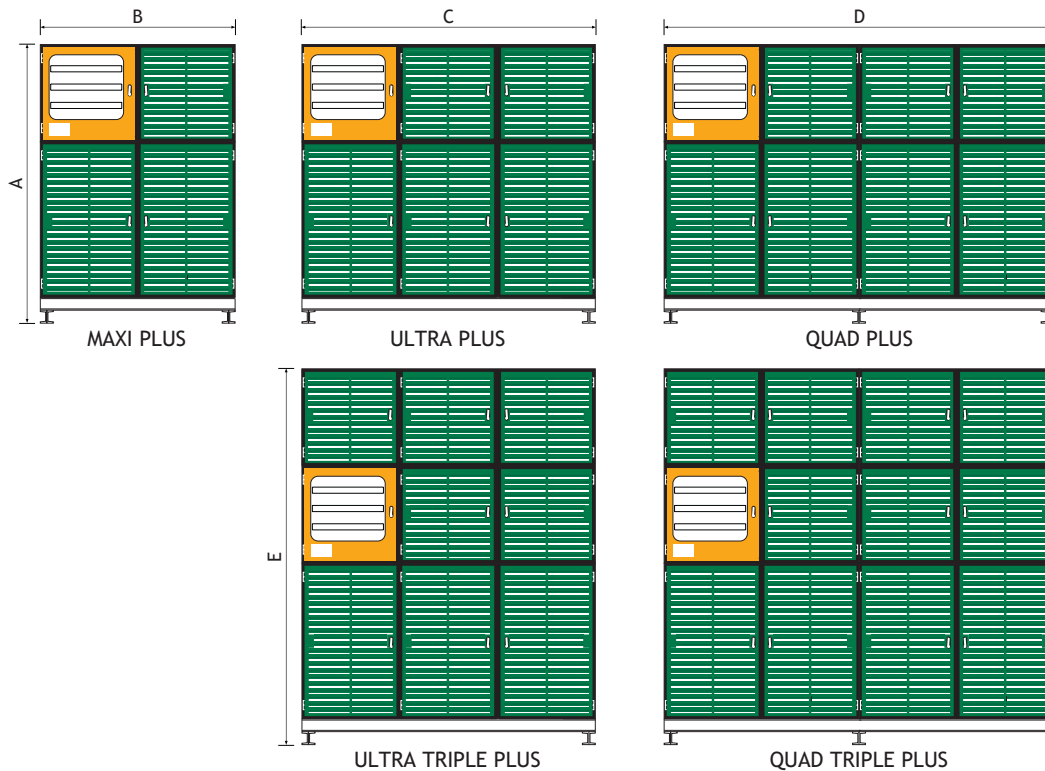 B
C
D
A
MAXI PLUS
ULTRA PLUS
QUAD PLUS
E
ULTRA TRIPLE PLUS
QUAD TRIPLE PLUS